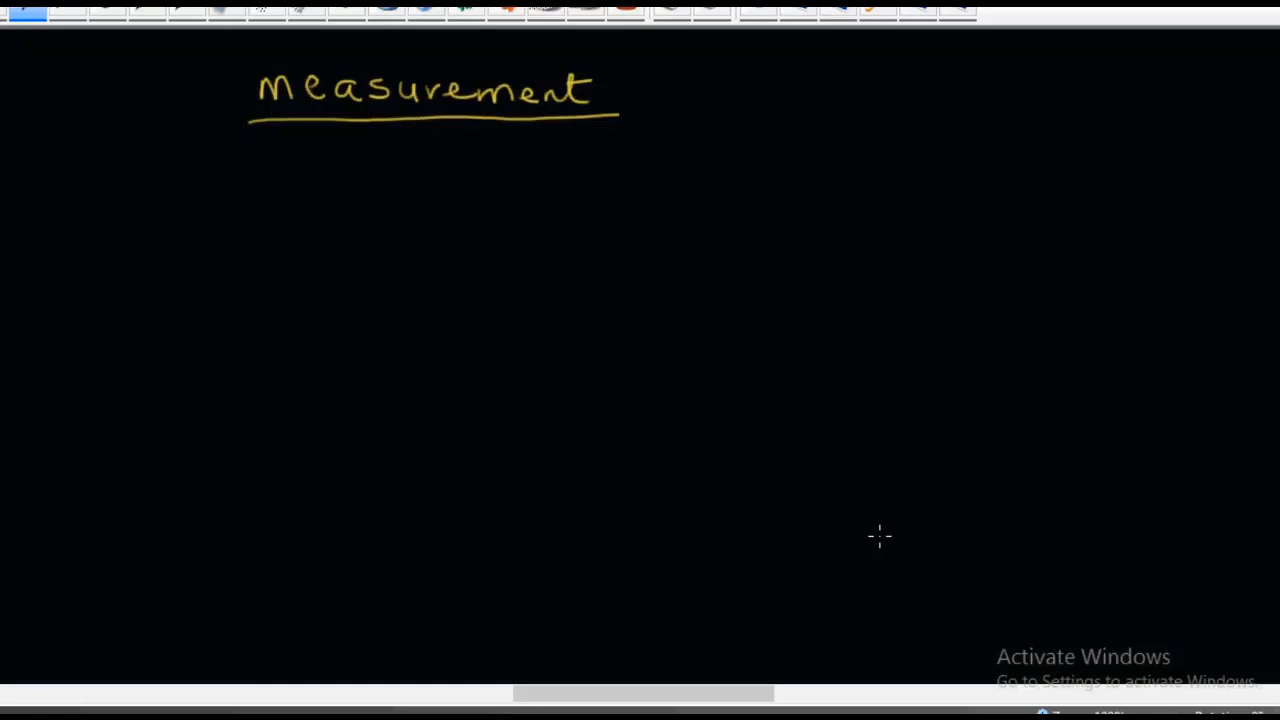 measurement
Activate Windows
Go to Settings to activate Windows.